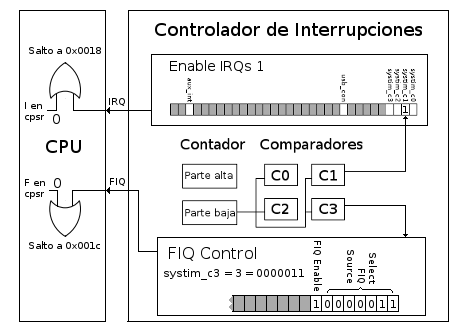 Controlador de Interrupciones
Salto a 0x0018
I en
cpsr
0
CPU
F en
cpsr
0
Salto a 0x001c
IRQ
FIQ
Enable IRQs 1
aux_int
usb_con
systim_c3
systim_c2
systim_c1
systim_c0
1
Contador
Comparadores
Parte alta
C0
C1
Parte baja
C2
C3
FIQ Control
systim_c3 = 3 = 0000011
FIQ Enable
Source
FIQ
Select
1 0 0 0 0 0 1 1